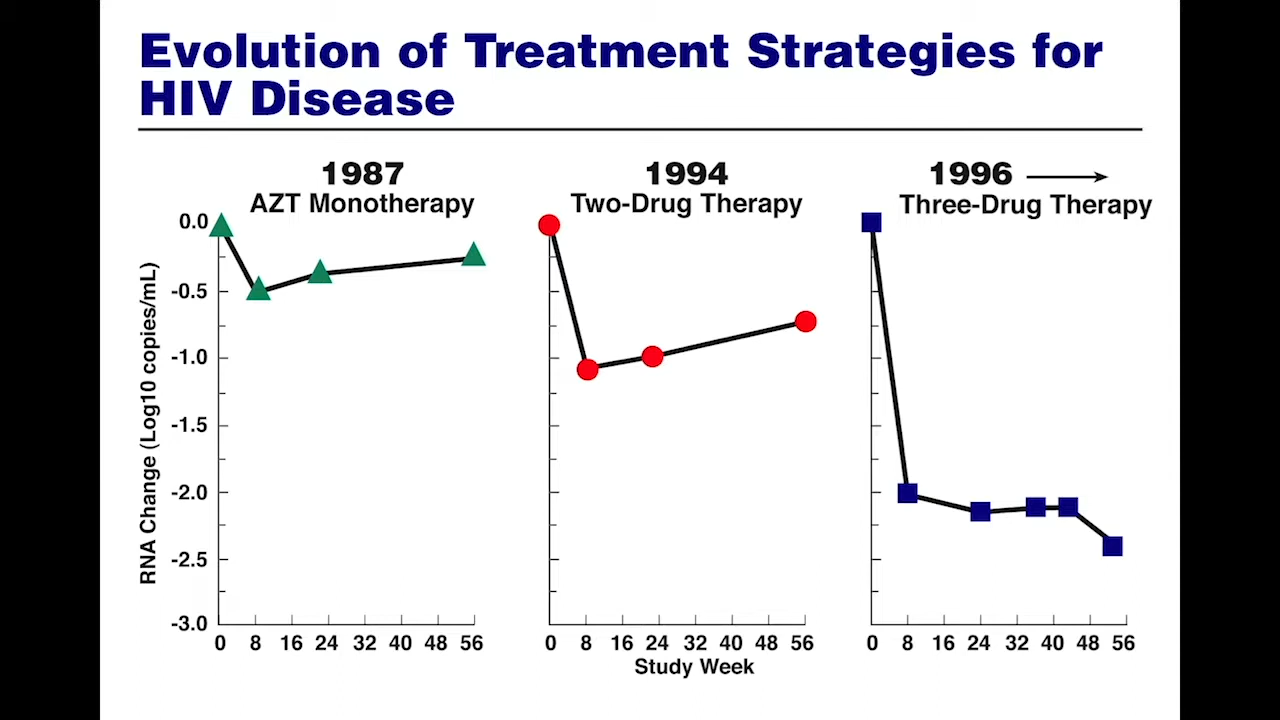 Evolution of Treatment Strategies for
HIV Disease
1987
AZT Monotherapy
1994
Two-Drug Therapy
1996
Three-Drug Therapy
RNA Change (Log10 copies/mL)
0.0
-0.5
-1.0
-1.5
-2.0
-2.5
-3.0
0 8 16 24 32 40 48 56
0 8 16 24 32 40 48 56
0 8 16 24 32 40 48 56
Study Week